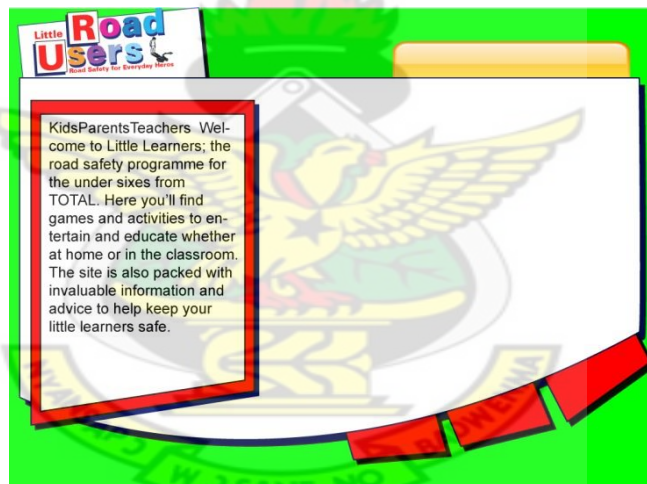 Little Road
Users
Road Safety for Everyday Heros
KidsParentsTeachers Wel-
come to Little Learners; the
road safety programme for
the under sixes from
TOTAL. Here you'll find
games and activities to en-
tertain and educate whether
at home or in the classroom.
The site is also packed with
invaluable information and
advice to help keep your
little learners safe.
BADWENMA